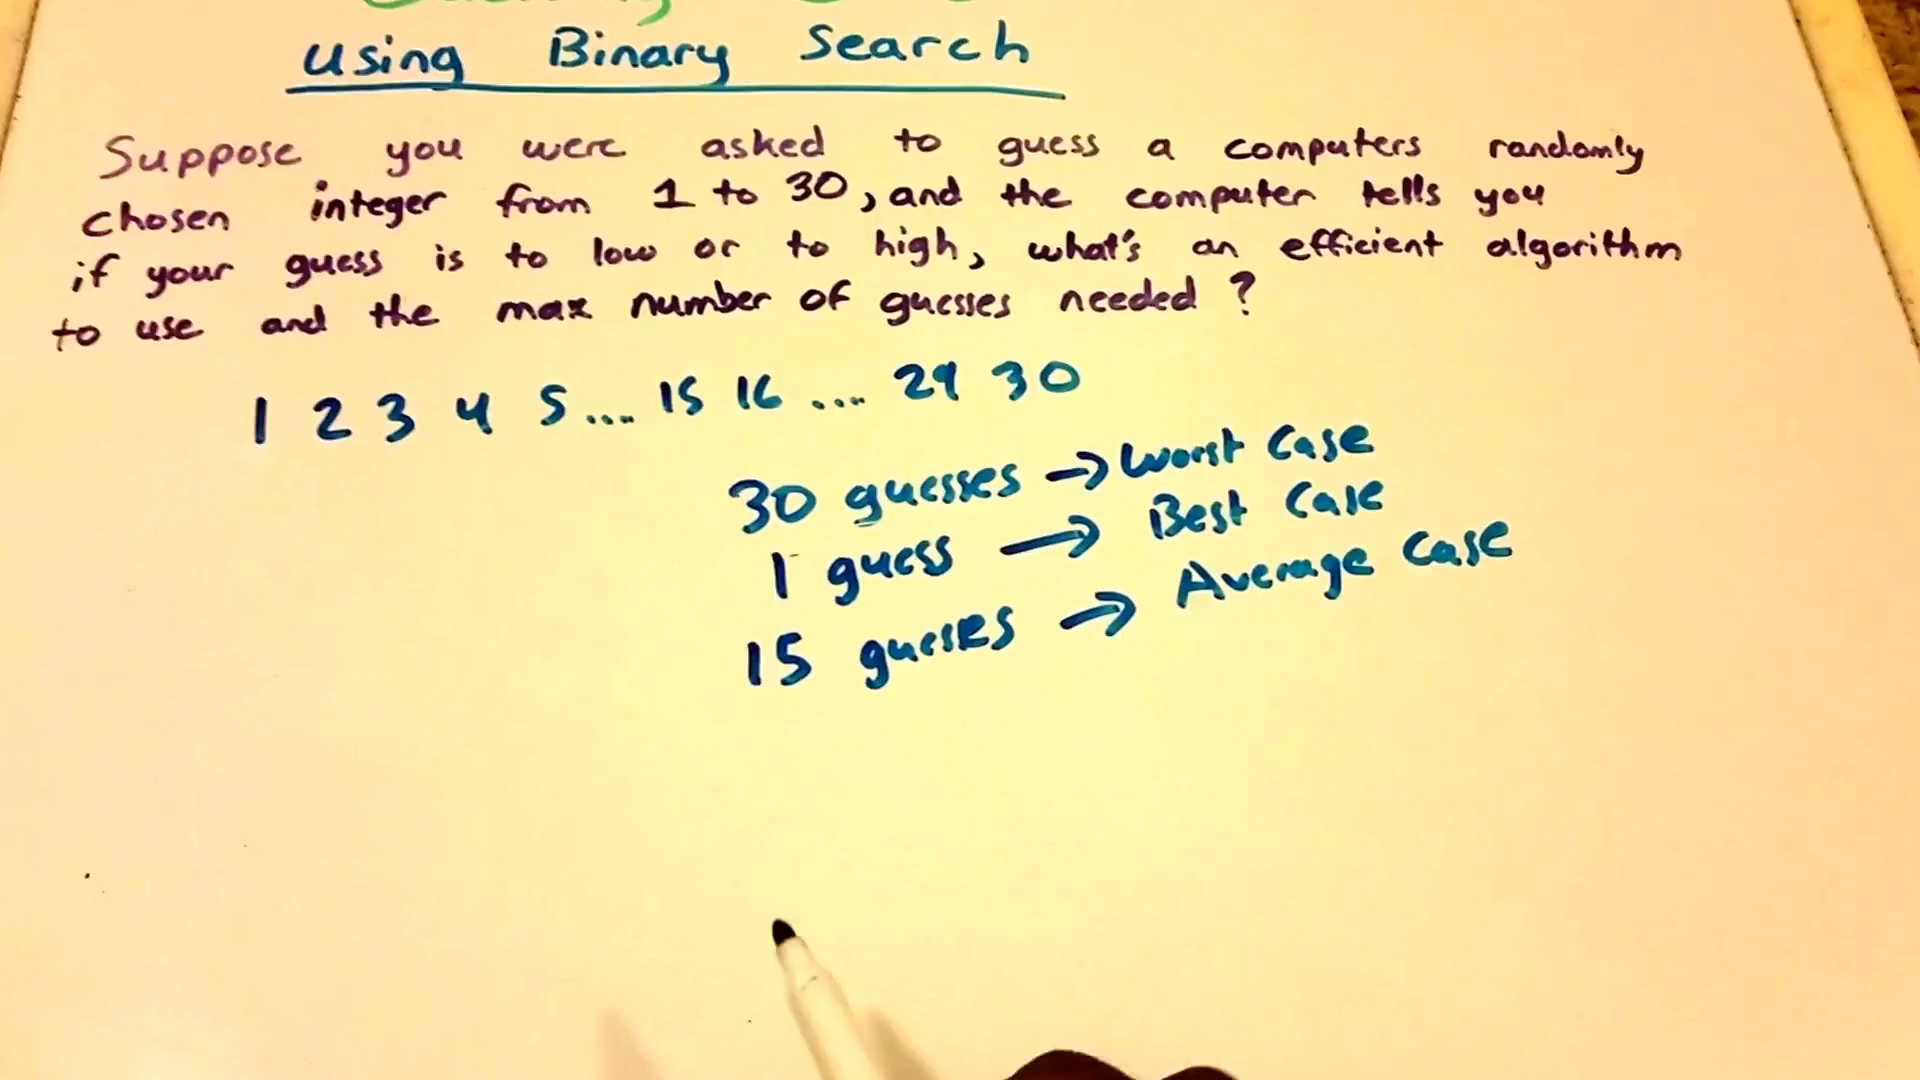 Using Binary Search
Suppose you were asked to guess a computers randomly
chosen integer from 1 to 30, and the computer tells you
if your guess is to low or to high, what's an efficient algorithm
to use and the max number of guesses needed ?
1 2 3 4 5.... 15 16 .... 29 30
30 guesses → Worst Case
1 guess → Best Case
15 guesses → Average Case